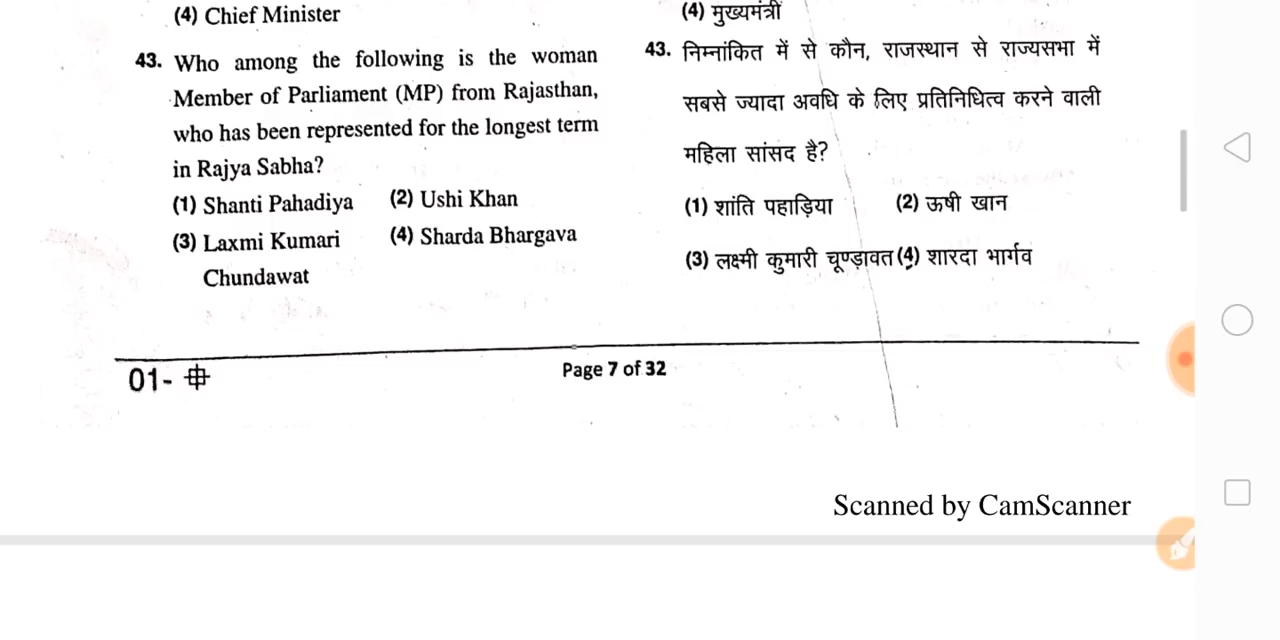 (4) Chief Minister
43. Who among the following is the woman
Member of Parliament (MP) from Rajasthan,
who has been represented for the longest term
in Rajya Sabha?
(1) Shanti Pahadiya (2) Ushi Khan
(3) Laxmi Kumari (4) Sharda Bhargava
Chundawat
(4) मुख्यमंत्री
43. निम्नांकित में से कौन, राजस्थान से राज्यसभा में
सबसे ज्यादा अवधि के लिए प्रतिनिधित्व करने वाली
महिला सांसद है?
(1) शांति पहाड़िया (2) ऊषी खान
(3) लक्ष्मी कुमारी चूण्ड़ावत (4) शारदा भार्गव
01-
Page 7 of 32
Scanned by CamScanner